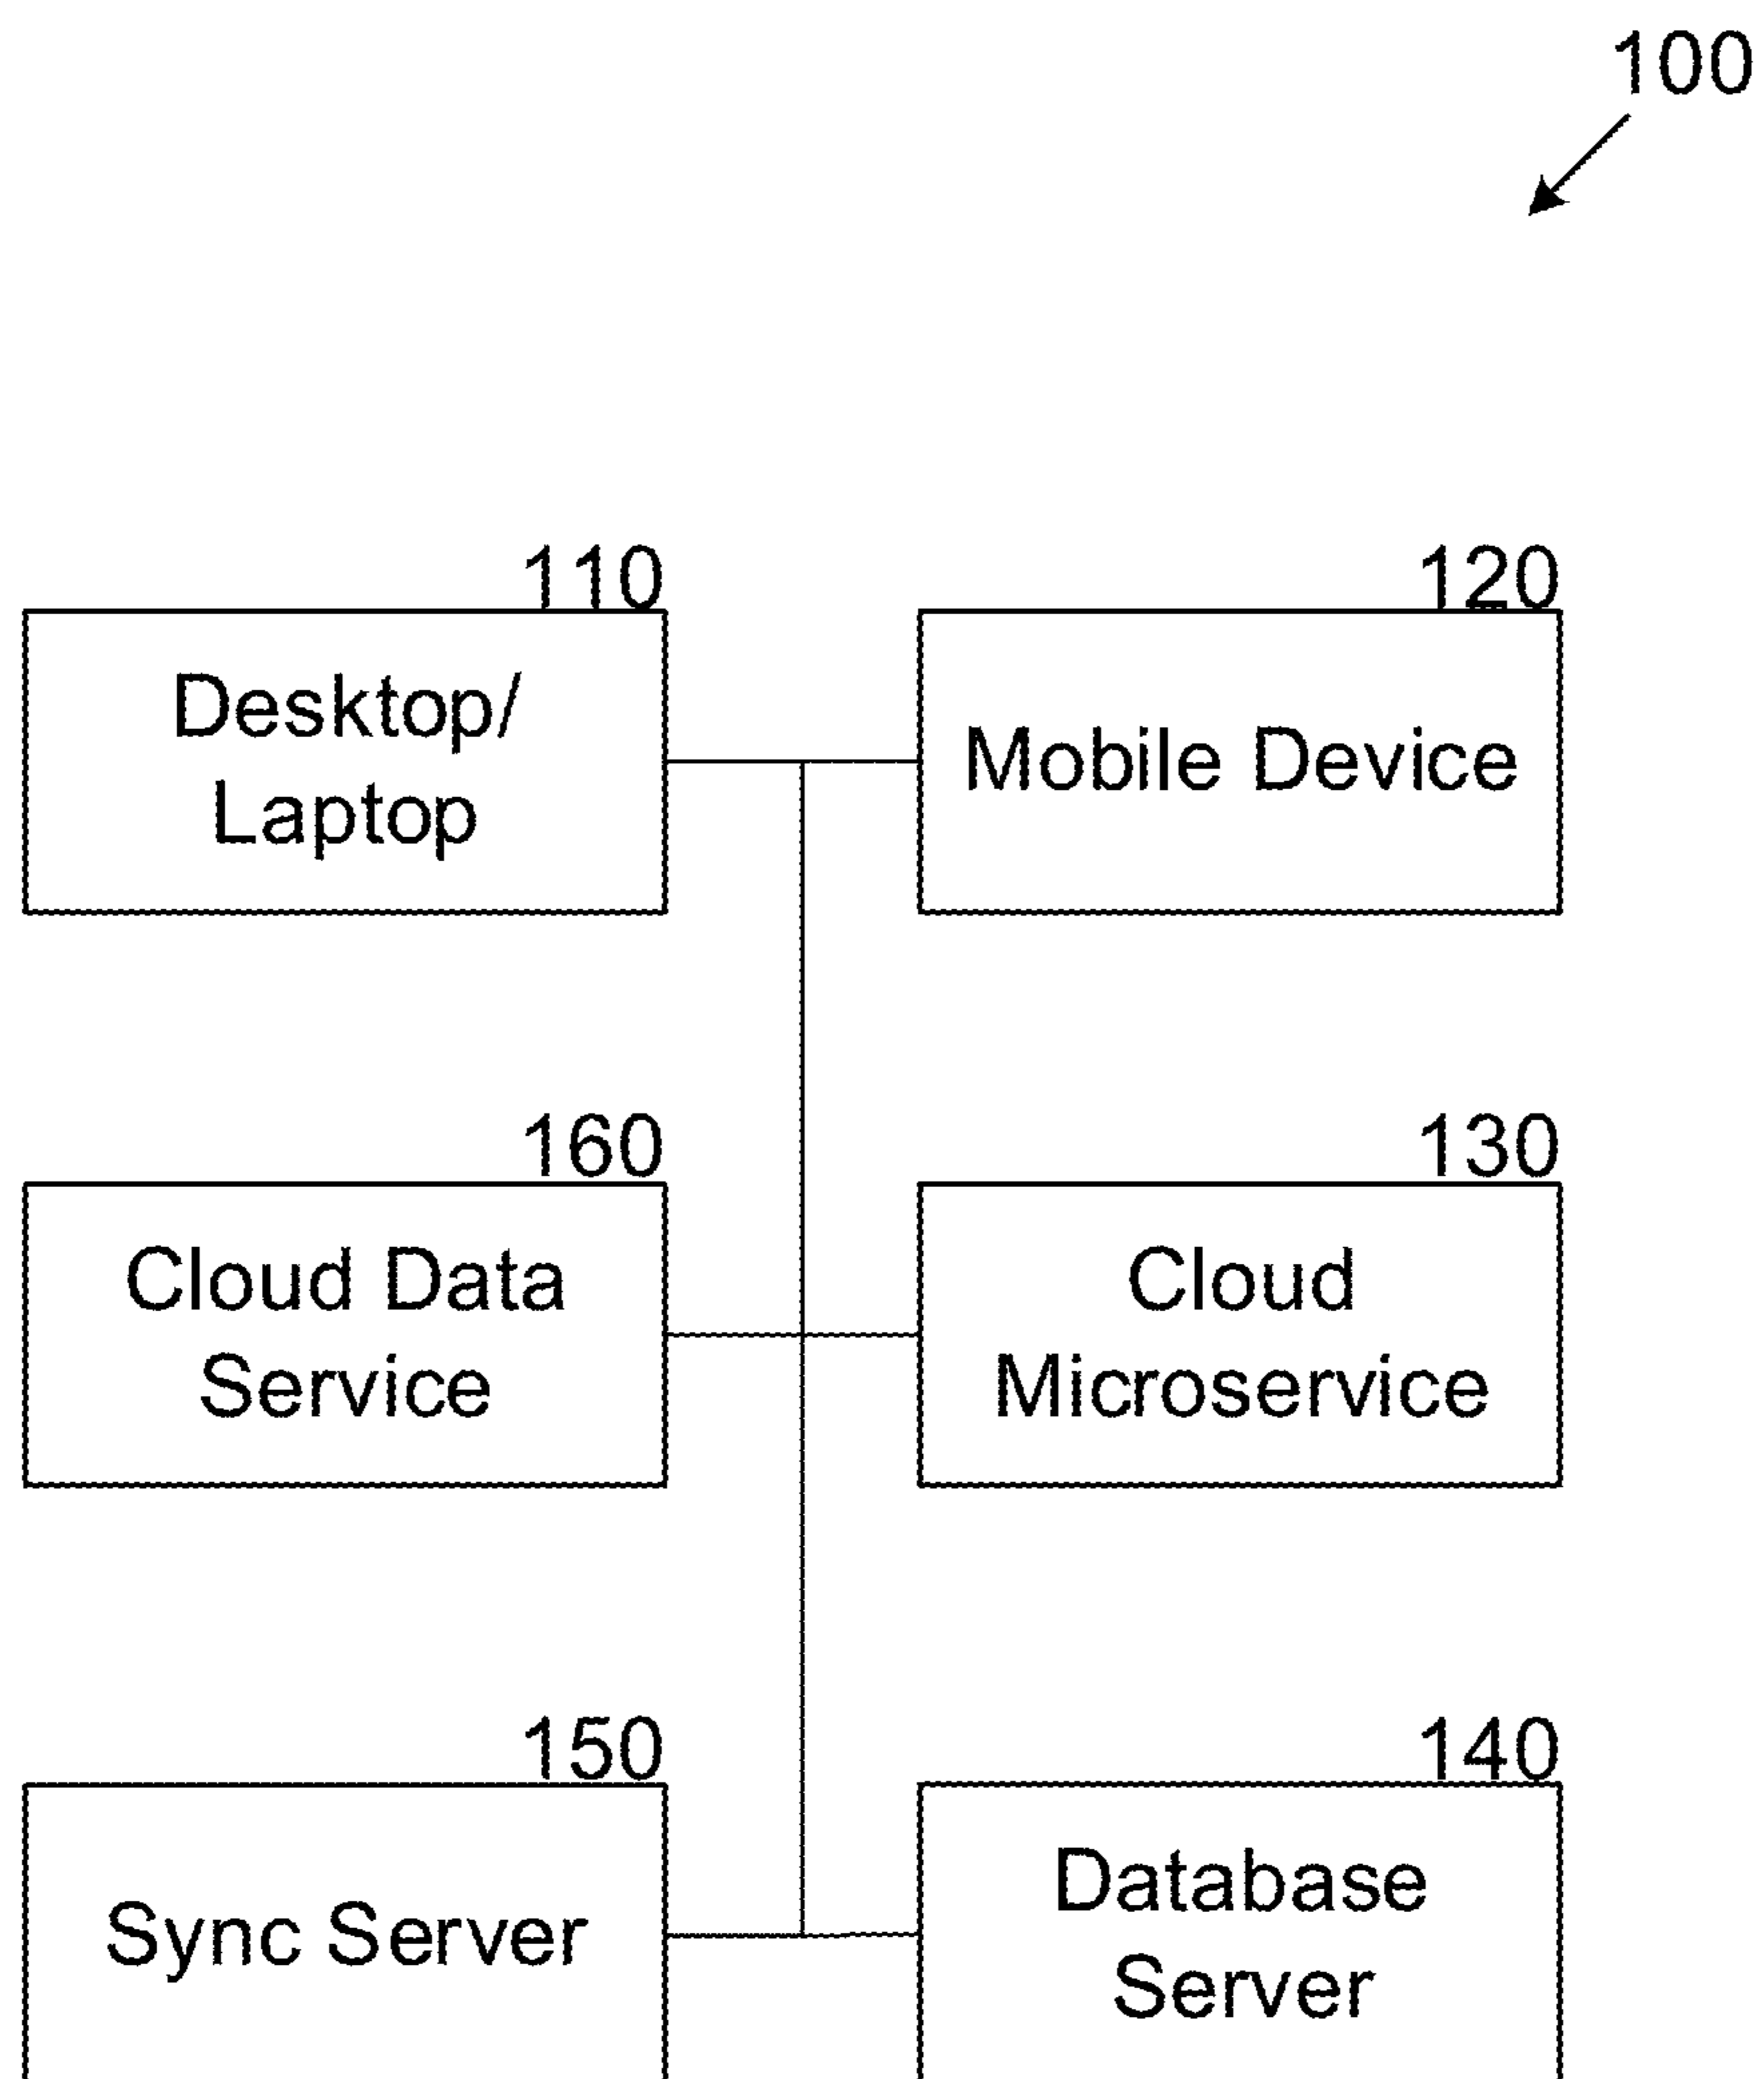 100
110
Desktop/
Laptop
120
Mobile Device
160
Cloud Data
Service
130
Cloud
Microservice
150
Sync Server
140
Database
Server